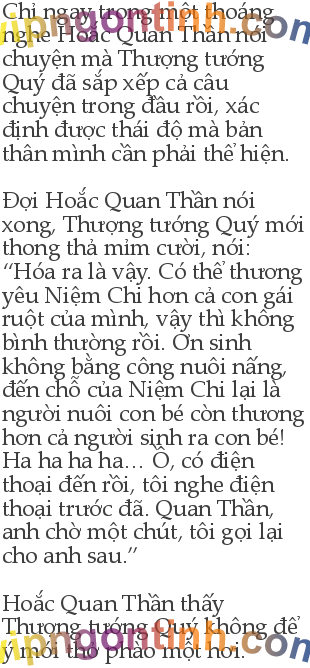 Chỉ ngay trong một thoáng
nghe Hoắc Quan Thần nói
chuyện mà Thượng tướng
Quý đã sắp xếp cả câu
chuyện trong đầu rồi, xác
định được thái độ mà bản
thân mình cần phải thể hiện.
Đợi Hoắc Quan Thần nói
xong, Thượng tướng Quý mới
thong thả mỉm cười, nói:
“Hóa ra là vậy. Có thể thương
yêu Niệm Chi hơn cả con gái
ruột của mình, vậy thì không
bình thường rồi. Ơn sinh
không bằng công nuôi nấng,
đến chỗ của Niệm Chi lại là
người nuôi con bé còn thương
hơn cả người sinh ra con bé!
Ha ha ha ha... Ồ, có điện
thoại đến rồi, tôi nghe điện
thoại trước đã. Quan Thần,
anh chờ một chút, tôi gọi lại
cho anh sau.”
Hoắc Quan Thần thấy
Thượng tướng Quý không để
ý mới thở phào một hơi.
vipngontinh.com
vipngontinh.com